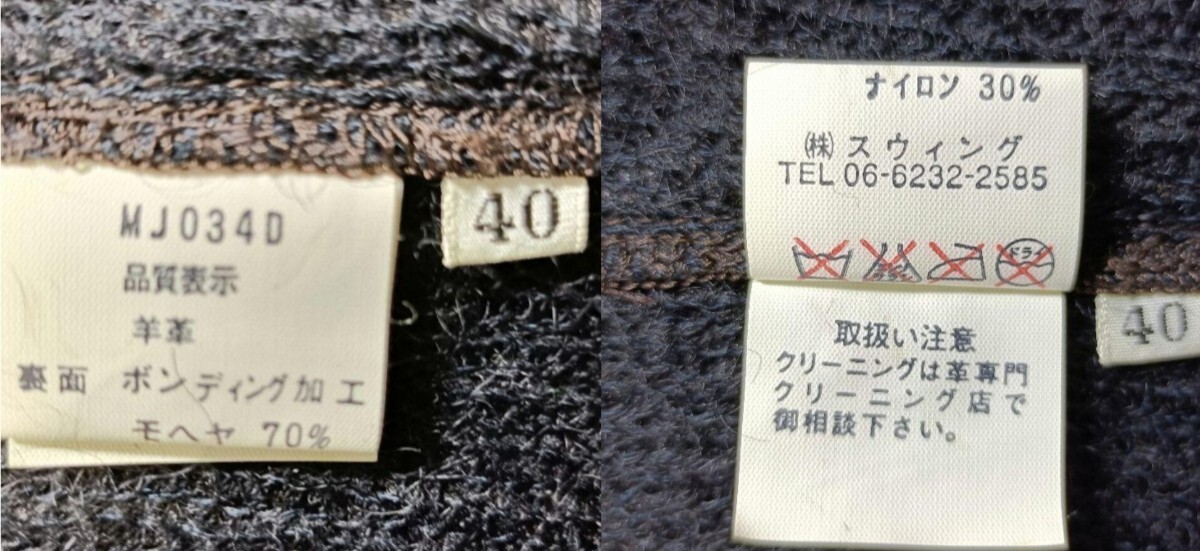 MJ034D
品質表示
羊革
裏面 ボンディング加工
モヘヤ 70%
40
ナイロン 30%
㈱スウィング
TEL 06-6232-2585
ドライ
取扱い注意
クリーニングは革専門
クリーニング店で
御相談下さい。
40